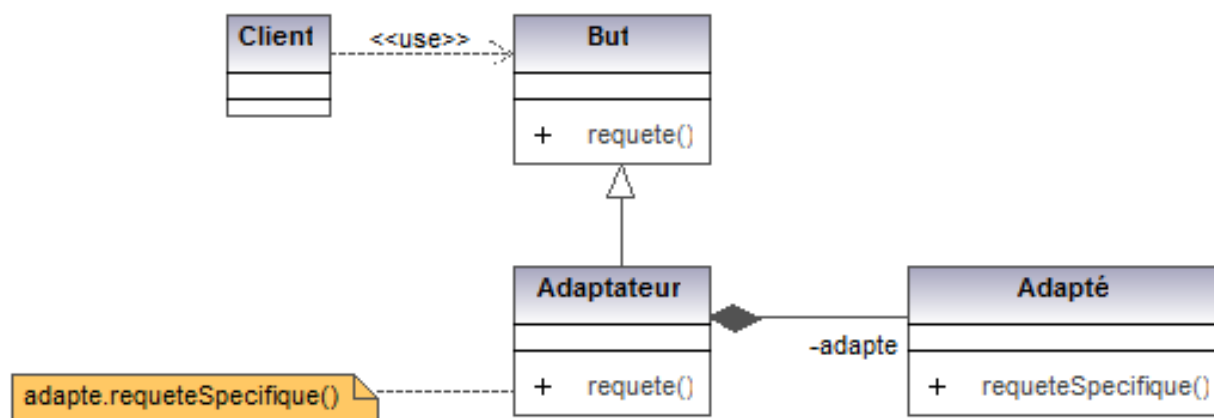 Client
<<use>>
But
+ requete()
Adaptateur
+ requete()
-adapte
Adapté
+ requeteSpecifique()
adapte.requeteSpecifique()